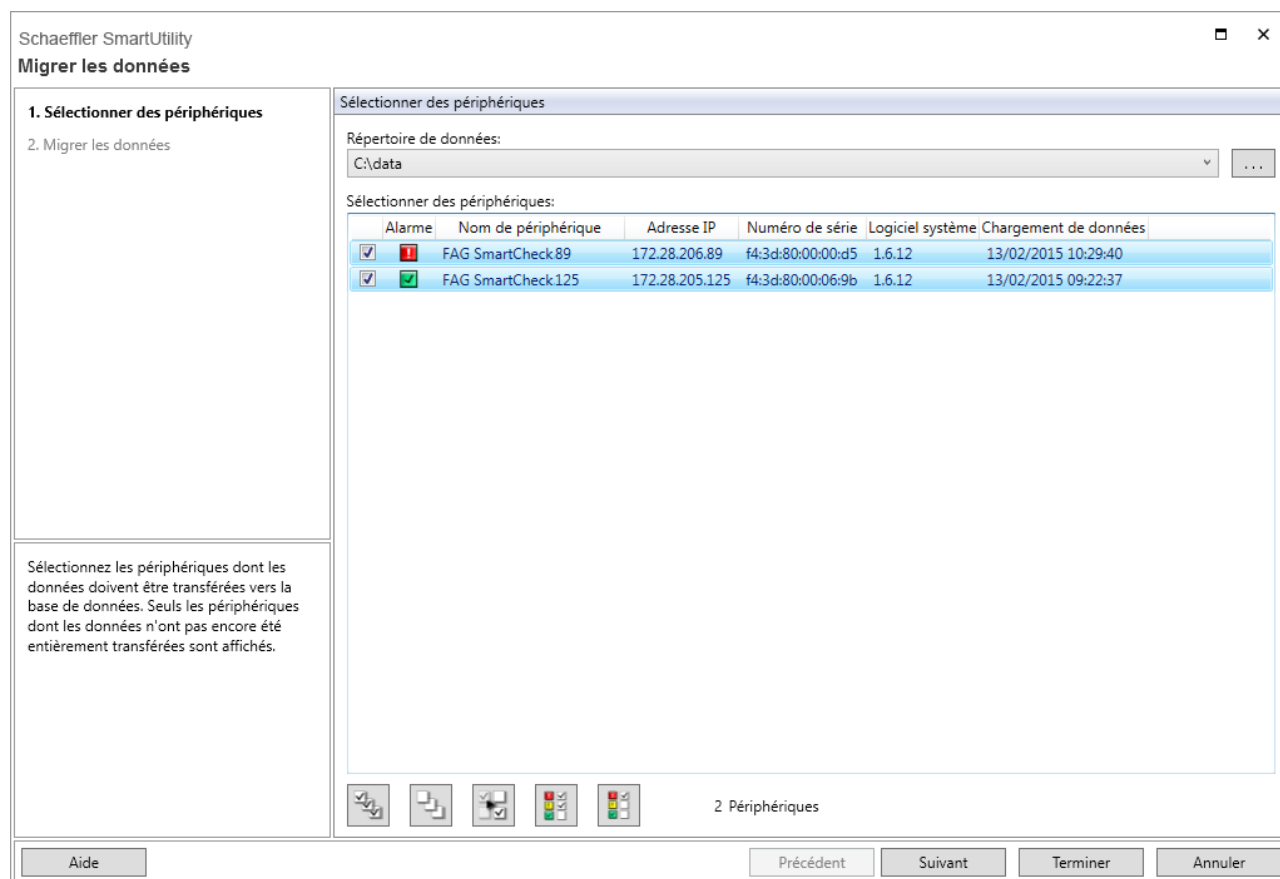 Schaeffler SmartUtility
Migrer les données
1. Sélectionner des périphériques
2. Migrer les données
Sélectionnez les périphériques dont les
données doivent être transférées vers la
base de données. Seuls les périphériques
dont les données n'ont pas encore été
entièrement transférées sont affichés.
Sélectionner des périphériques
Répertoire de données:
C:\data
...
Sélectionner des périphériques:
Alarme Nom de périphérique Adresse IP Numéro de série Logiciel système Chargement de données
FAG SmartCheck89 172.28.206.89 f4:3d:80:00:00:d5 1.6.12 13/02/2015 10:29:40
FAG SmartCheck125 172.28.205.125 f4:3d:80:00:06:9b 1.6.12 13/02/2015 09:22:37
2 Périphériques
Aide Précédent Suivant Terminer Annuler